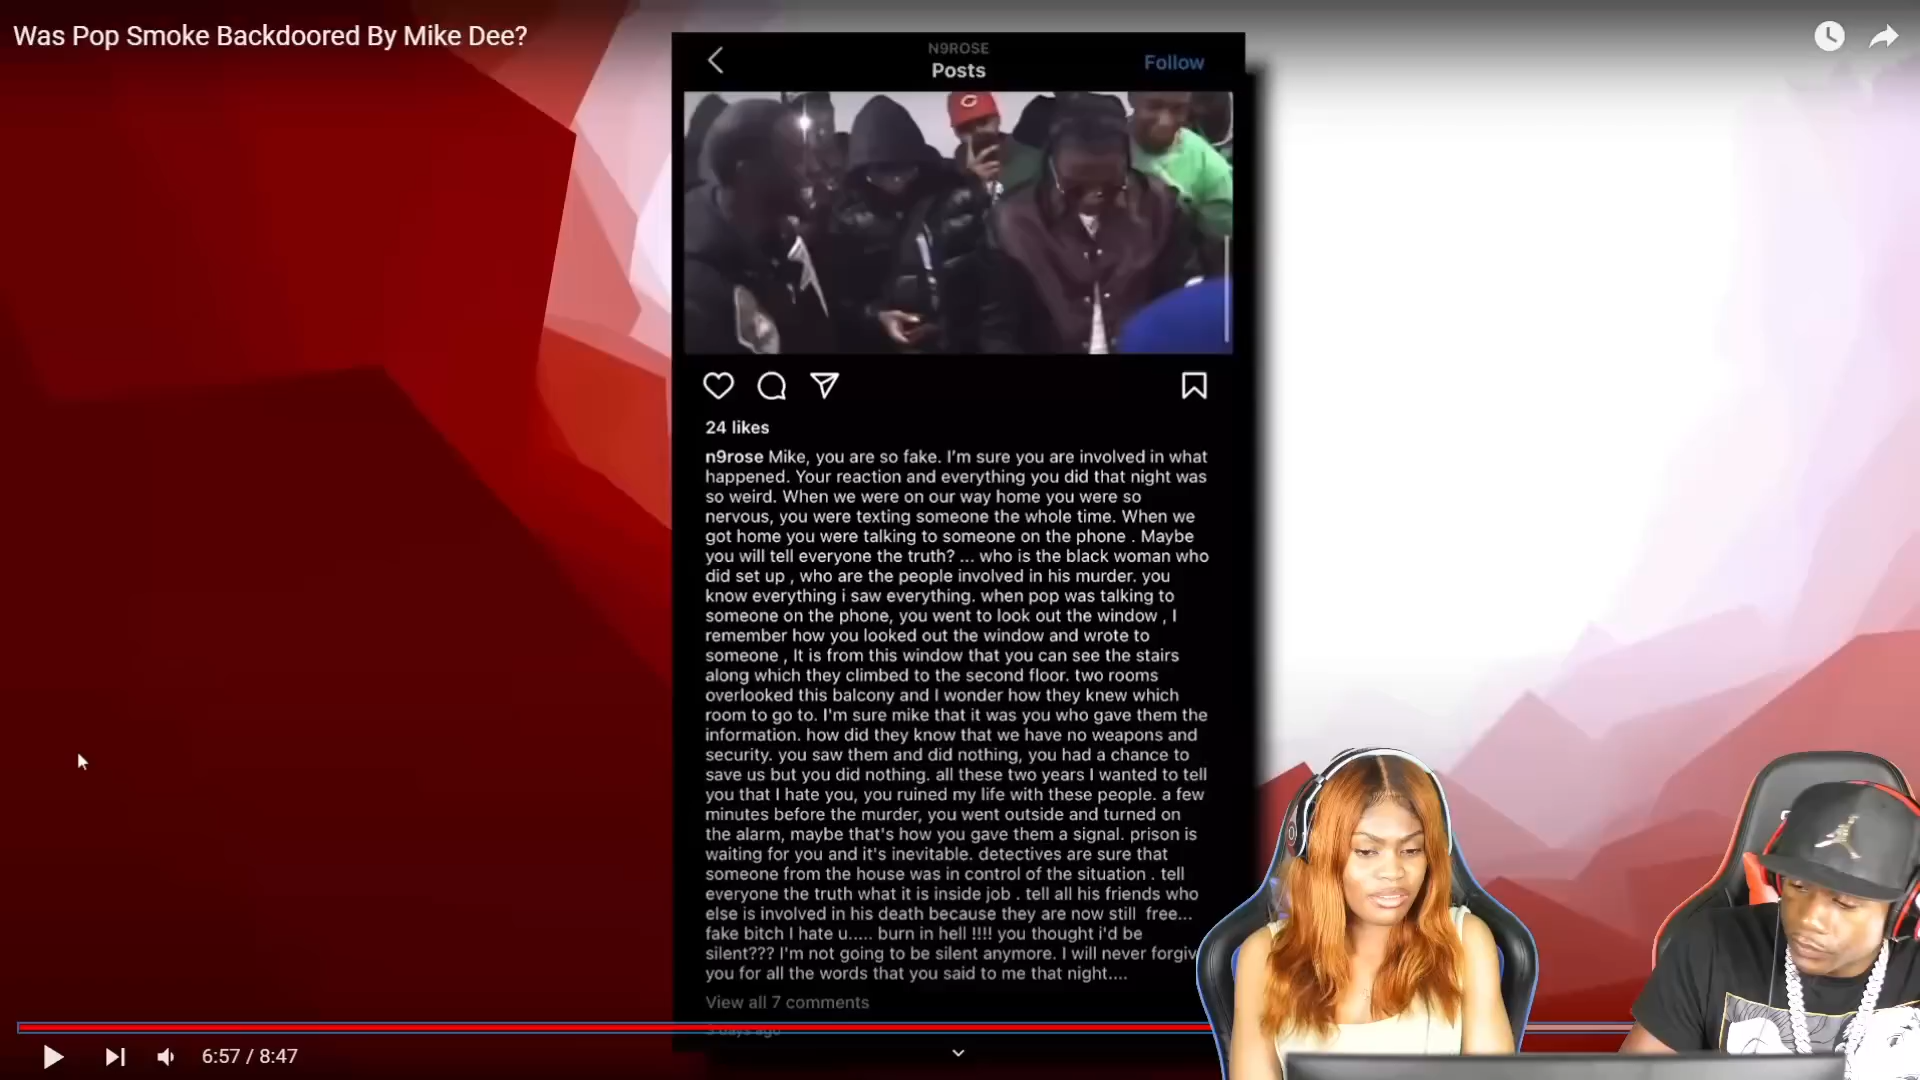 Was Pop Smoke Backdoored By Mike Dee?
N9ROSE
Posts
Follow
24 likes
n9rose Mike, you are so fake. I'm sure you are involved in what
happened. Your reaction and everything you did that night was
so weird. When we were on our way home you were so
nervous, you were texting someone the whole time. When we
got home you were talking to someone on the phone . Maybe
you will tell everyone the truth? ... who is the black woman who
did set up , who are the people involved in his murder. you
know everything i saw everything. when pop was talking to
someone on the phone, you went to look out the window , I
remember how you looked out the window and wrote to
someone , It is from this window that you can see the stairs
along which they climbed to the second floor. two rooms
overlooked this balcony and I wonder how they knew which
room to go to. I'm sure mike that it was you who gave them the
information. how did they know that we have no weapons and
security. you saw them and did nothing, you had a chance to
save us but you did nothing. all these two years I wanted to tell
you that I hate you, you ruined my life with these people. a few
minutes before the murder, you went outside and turned on
the alarm, maybe that's how you gave them a signal. prison is
waiting for you and it's inevitable. detectives are sure that
someone from the house was in control of the situation . tell
everyone the truth what it is inside job . tell all his friends who
else is involved in his death because they are now still free...
fake bitch I hate u..... burn in hell !!!! you thought i'd be
silent??? I'm not going to be silent anymore. I will never forgiv
you for all the words that you said to me that night....
View all 7 comments
3 days ago
6:57 / 8:47